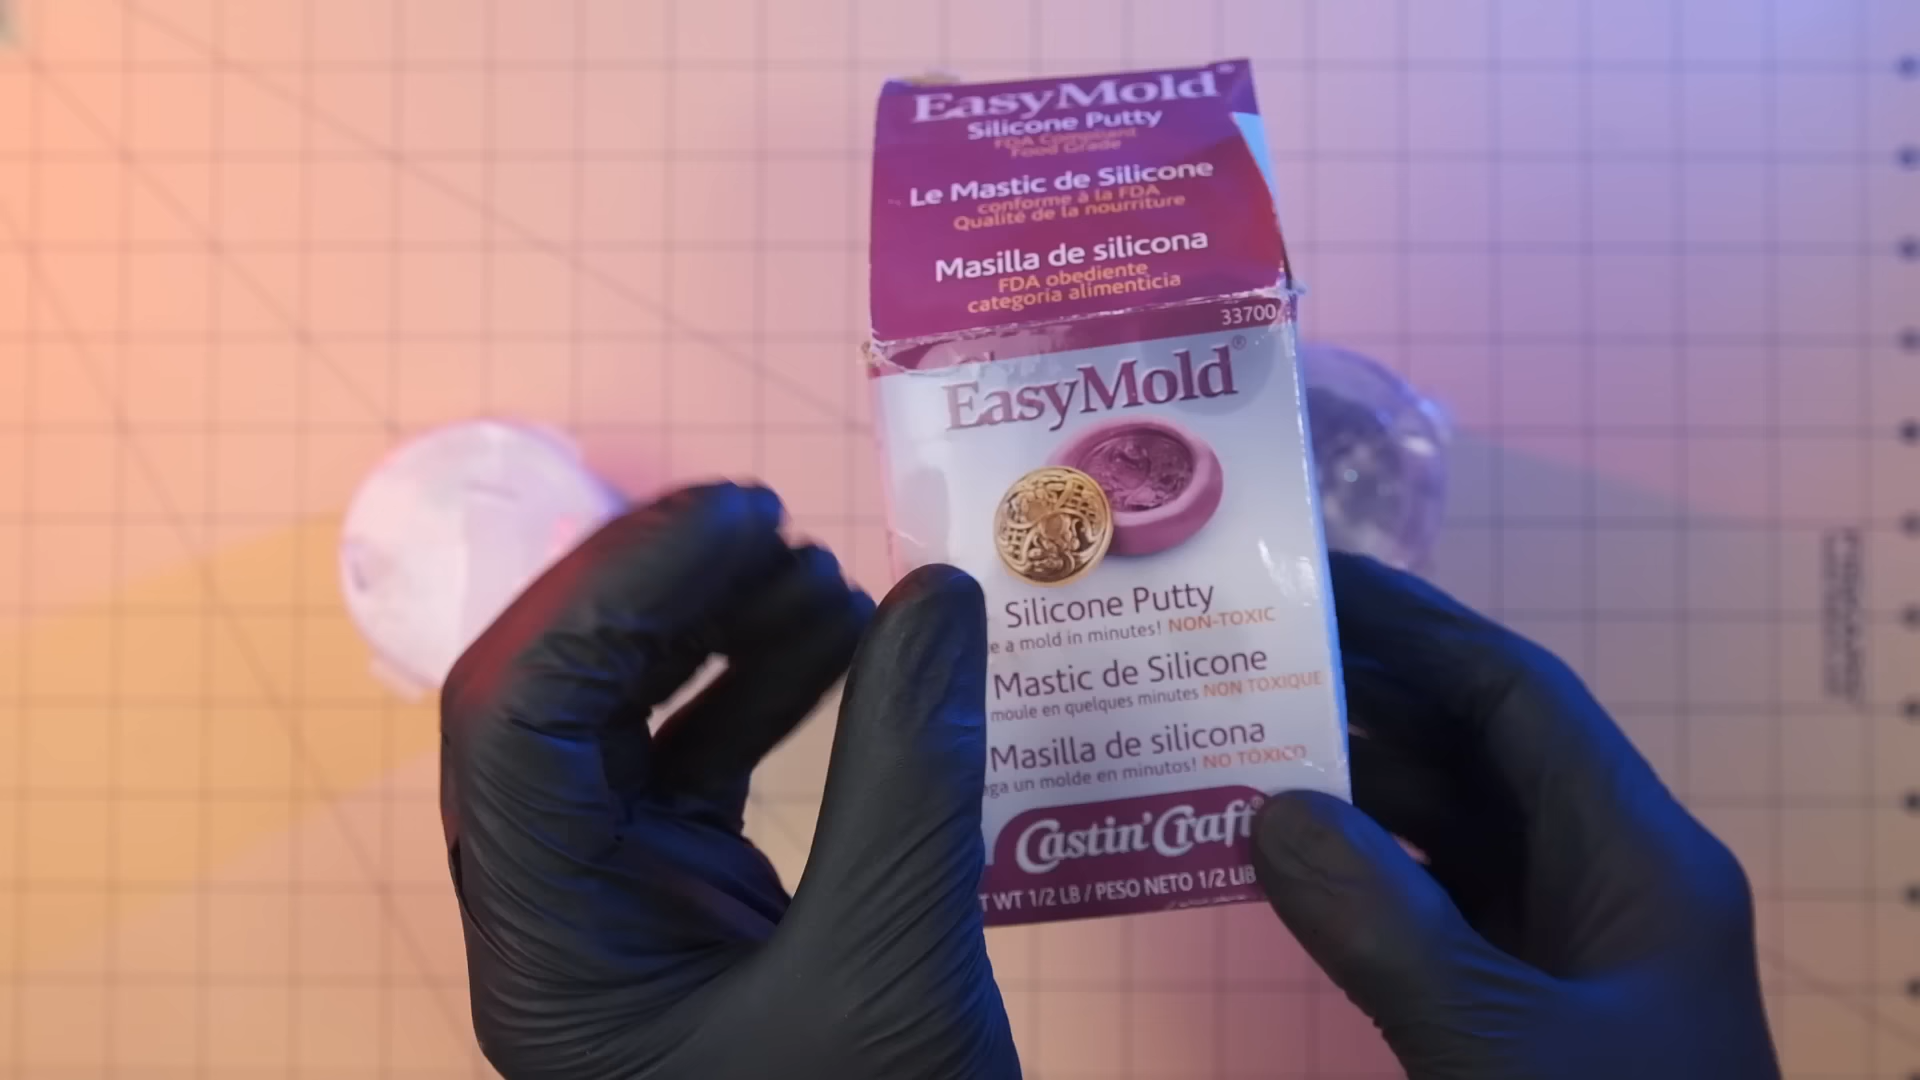 EasyMold®
Silicone Putty
FDA Compliant
Food Grade
Le Mastic de Silicone
conforme à la FDA
Qualité de la nourriture
Masilla de silicona
FDA obediente
categoria alimenticia
33700
EasyMold®
Silicone Putty
a mold in minutes! NON-TOXIC
Mastic de Silicone
moule en quelques minutes NON TOXIQUE
Masilla de silicona
un molde en minutos! NO TÓXICO
Castin'Craft®
WT 1/2 LB / PESO NETO 1/2 LIB